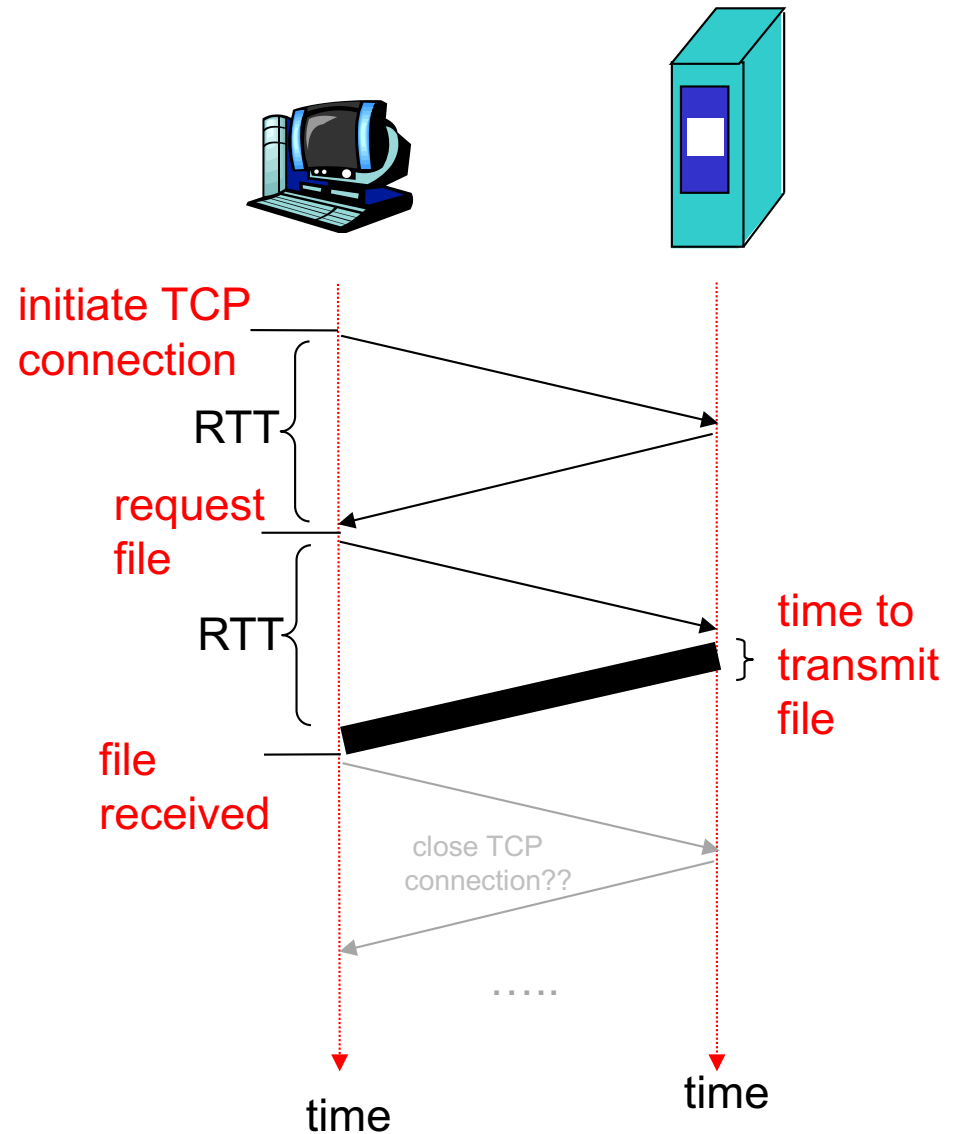 initiate TCP
connection
RTT
request
file
RTT
time to
transmit
file
file
received
close TCP
connection??
.....
time
time